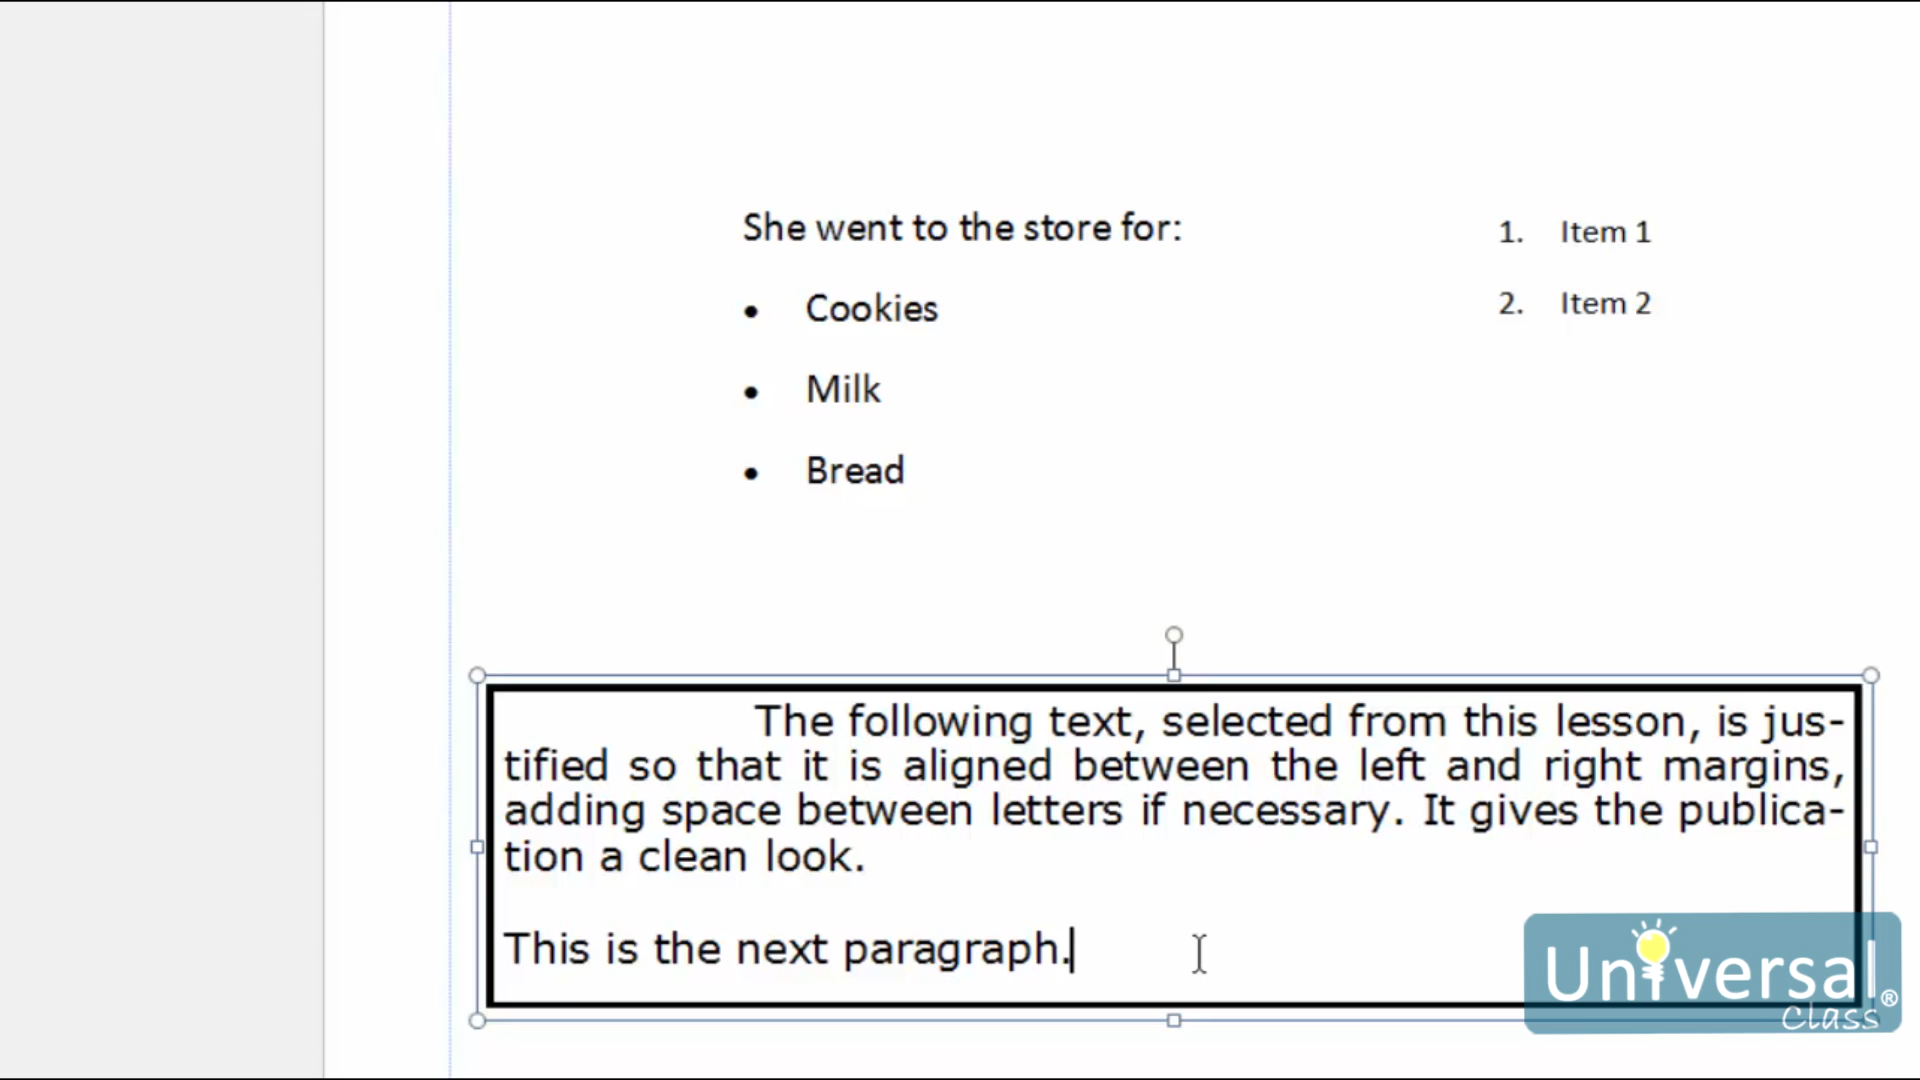 She went to the store for:
• Cookies
• Milk
• Bread
1. Item 1
2. Item 2
The following text, selected from this lesson, is jus-
tified so that it is aligned between the left and right margins,
adding space between letters if necessary. It gives the publica-
tion a clean look.
This is the next paragraph.
Universal
Class®